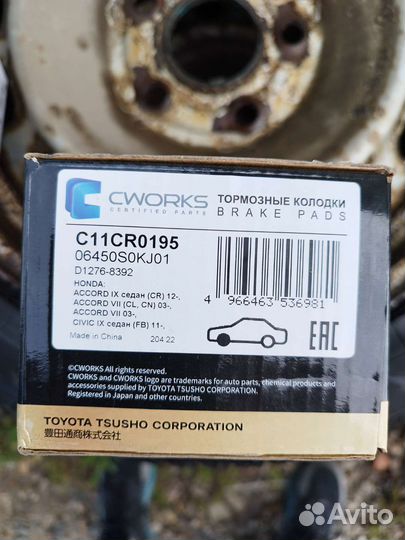 CWORKS
CERTIFIED PARTS
ТОРМОЗНЫЕ КОЛОДКИ
BRAKE PADS
C11CR0195
06450S0KJ01
D1276-8392
HONDA:
ACCORD IX седан (CR) 12-,
ACCORD VII (CL, CN) 03-,
ACCORD VII 03-,
CIVIC IX седан (FB) 11-,
Made in China
204 22
4 966463 536981
EAC
©CWORKS All Rights Reserved.
CWORKS and CWORKS logo are trademarks for auto parts, chemical products and
accessories supplied by TOYOTA TSUSHO CORPORATION.
Registered in Japan and other countries.
TOYOTA TSUSHO CORPORATION
豊田通商株式会社
Avito